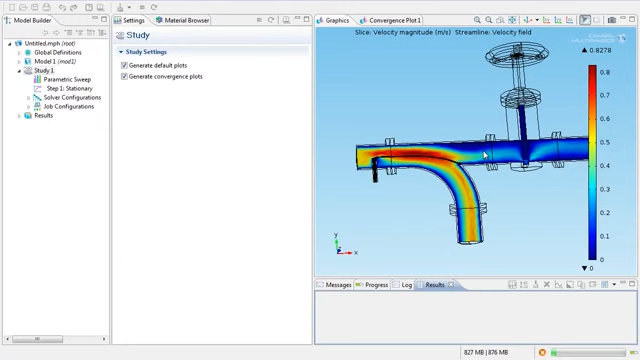 Model Builder
Untitled.mph (root)
Global Definitions
Model 1 (mod1)
Study 1
Parametric Sweep
Step 1: Stationary
Solver Configurations
Job Configurations
Results
Settings
Material Browser
Study
Study Settings
Generate default plots
Generate convergence plots
Graphics
Convergence Plot 1
Slice: Velocity magnitude (m/s) Streamline: Velocity field
COMSOL
MULTIPHYSICS
0.8278
0.8
0.7
0.6
0.5
0.4
0.3
0.2
0.1
0
0
y
z
x
Messages
Progress
Log
Results
827 MB | 876 MB